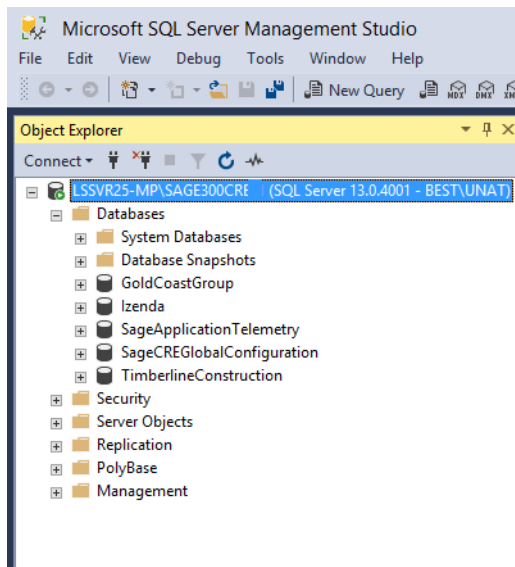 Microsoft SQL Server Management Studio
File Edit View Debug Tools Window Help
New Query MDX DMX
Object Explorer
Connect
LSSVR25-MP\SAGE300CRE (SQL Server 13.0.4001 - BEST\UNAT)
Databases
System Databases
Database Snapshots
GoldCoastGroup
Izenda
SageApplicationTelemetry
SageCREGlobalConfiguration
TimberlineConstruction
Security
Server Objects
Replication
PolyBase
Management